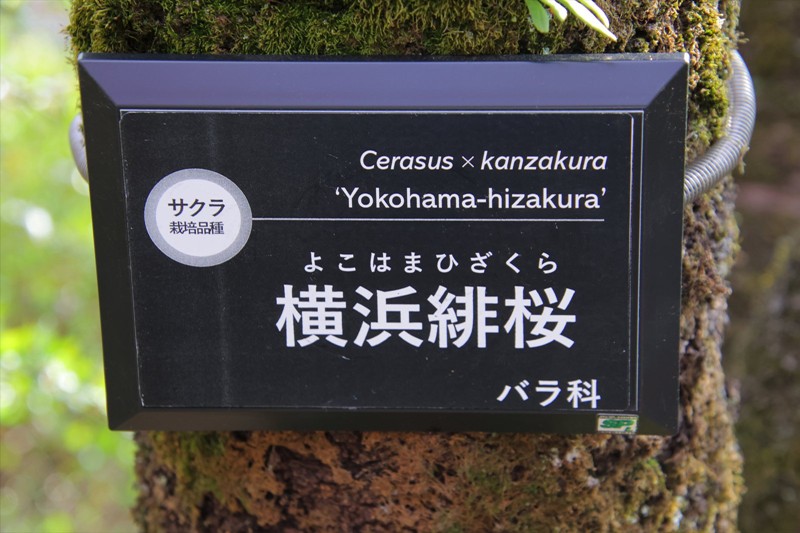 Cerasus × kanzakura
‘Yokohama-hizakura’
サクラ
栽培品種
よこはまひざくら
横浜緋桜
バラ科